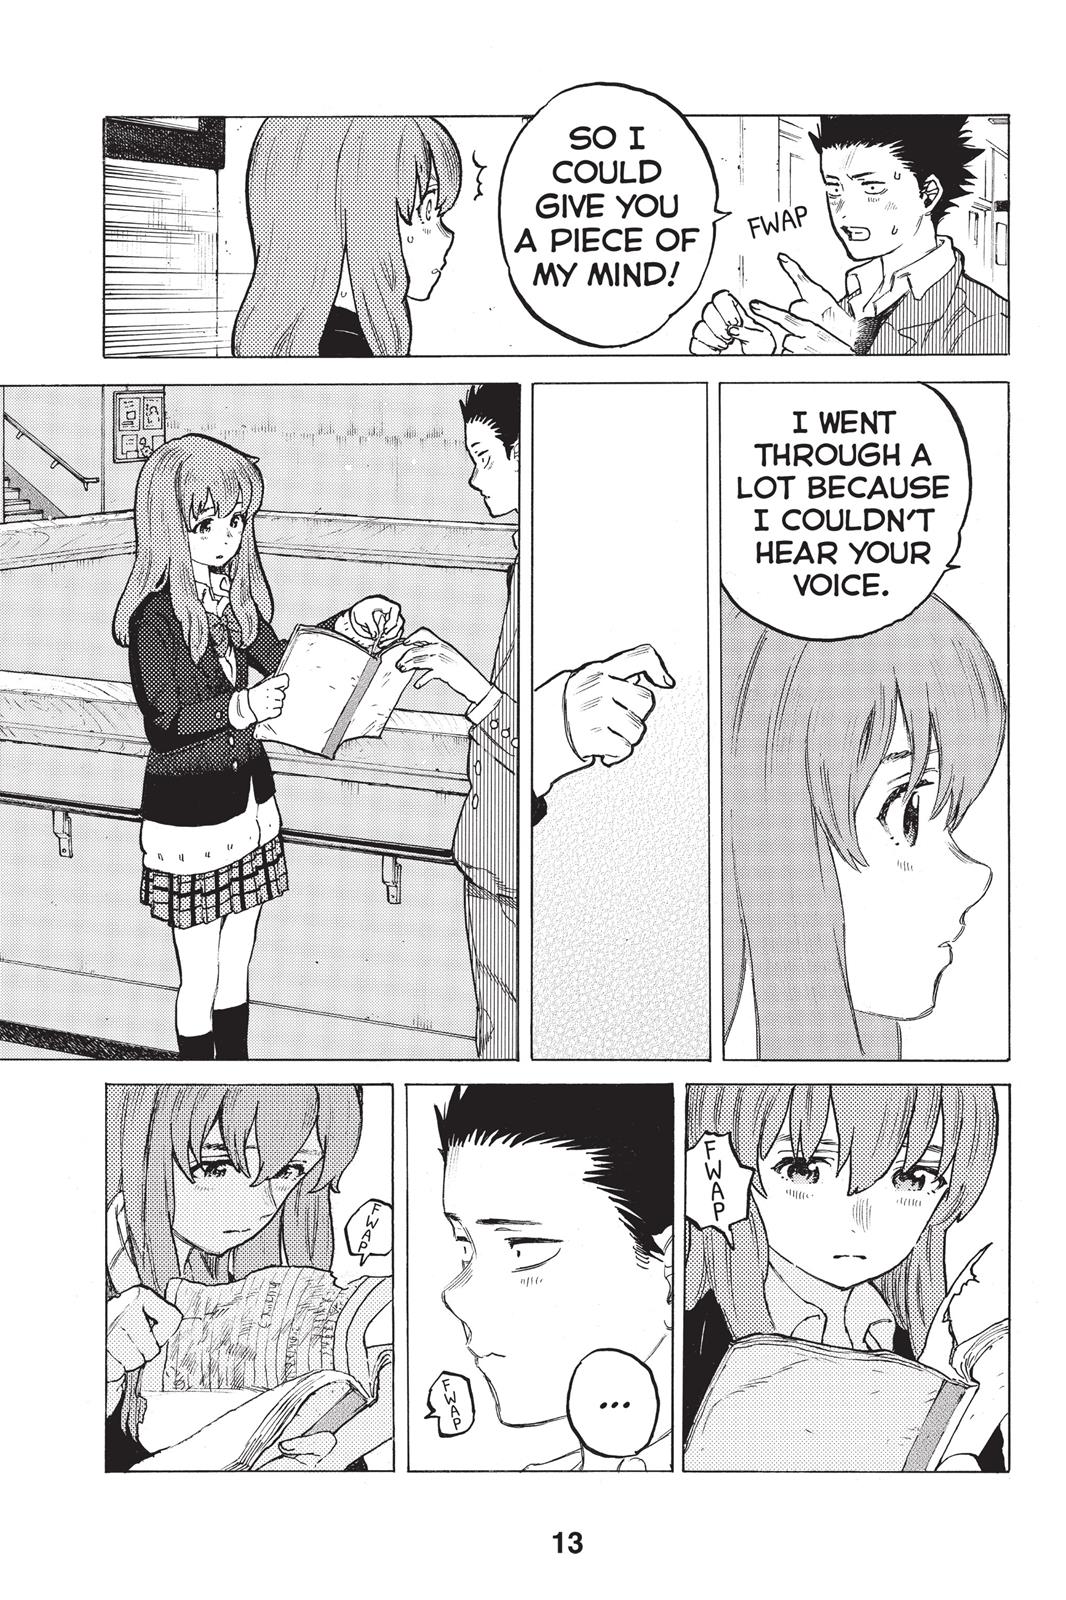 SO I
COULD
GIVE YOU
A PIECE OF
MY MIND!
FWAP
I WENT
THROUGH A
LOT BECAUSE
I COULDN'T
HEAR YOUR
VOICE.
FWAP
...
FWAP
FWAP
13